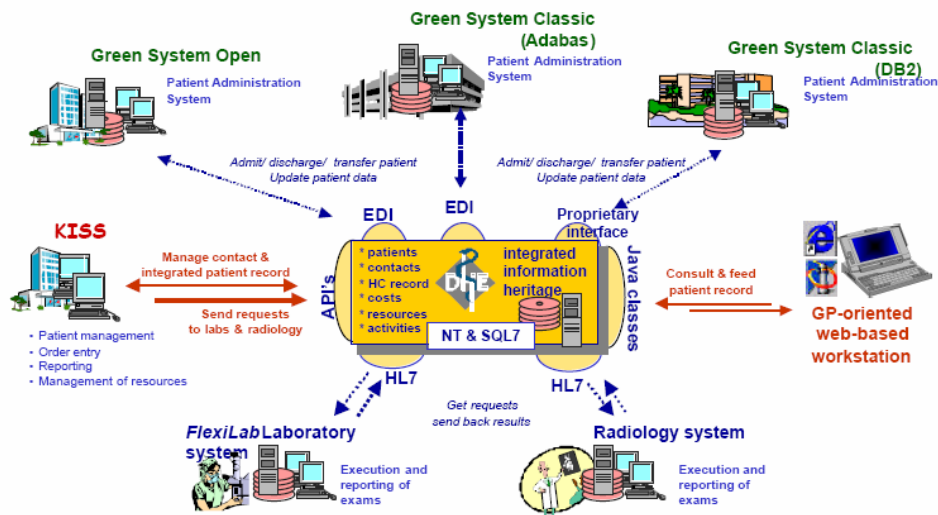 Green System Open
Patient Administration
System
Green System Classic
(Adabas)
Patient Administration
System
Green System Classic
(DB2)
Patient Administration
System
Admit/ discharge/ transfer patient
Update patient data
Admit/ discharge/ transfer patient
Update patient data
EDI
EDI
Proprietary
interface
KISS
Manage contact &
integrated patient record
Send requests
to labs & radiology
• Patient management
• Order entry
• Reporting
• Management of resources
API's
* patients
* contacts
* HC record
* costs
* resources
* activities
DhE
integrated
information
heritage
NT & SQL7
Java classes
Consult & feed
patient record
GP-oriented
web-based
workstation
HL7
HL7
Get requests
send back results
FlexiLab Laboratory
system
Execution and
reporting of
exams
Radiology system
Execution and
reporting of
exams